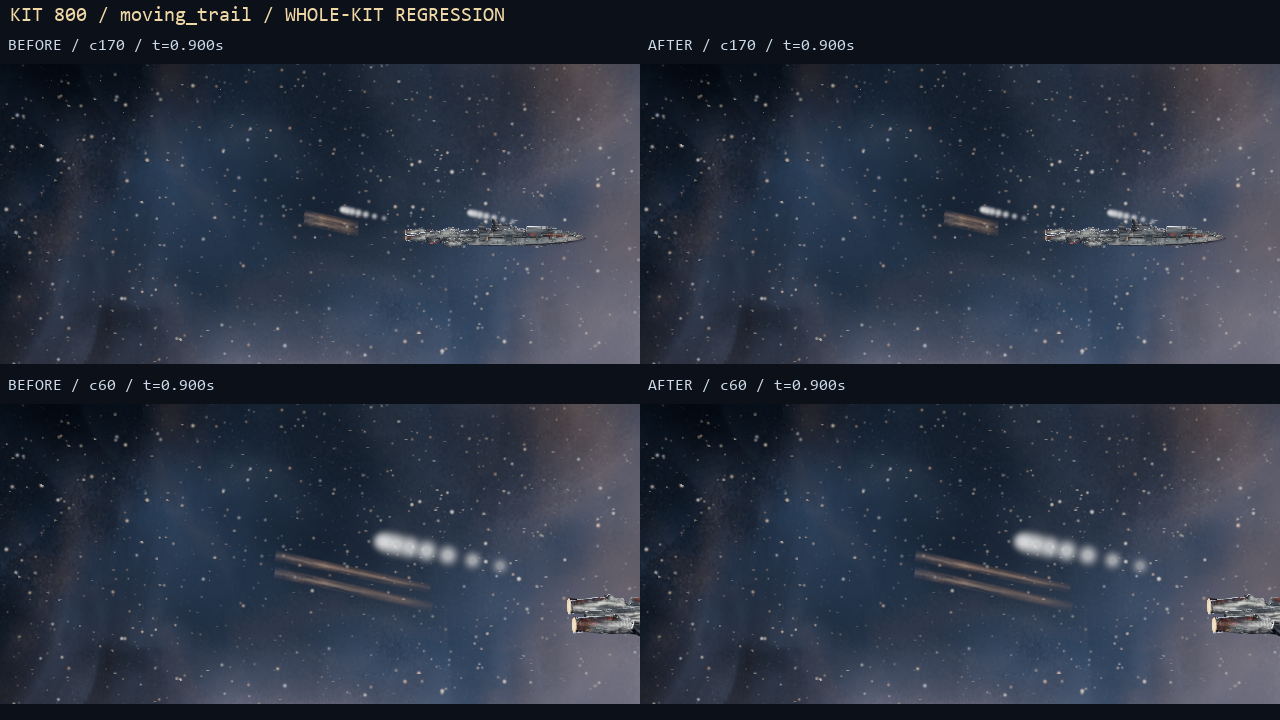 KIT 800 / moving_trail / WHOLE-KIT REGRESSION
BEFORE / c170 / t=0.900s
AFTER / c170 / t=0.900s
BEFORE / c60 / t=0.900s
AFTER / c60 / t=0.900s